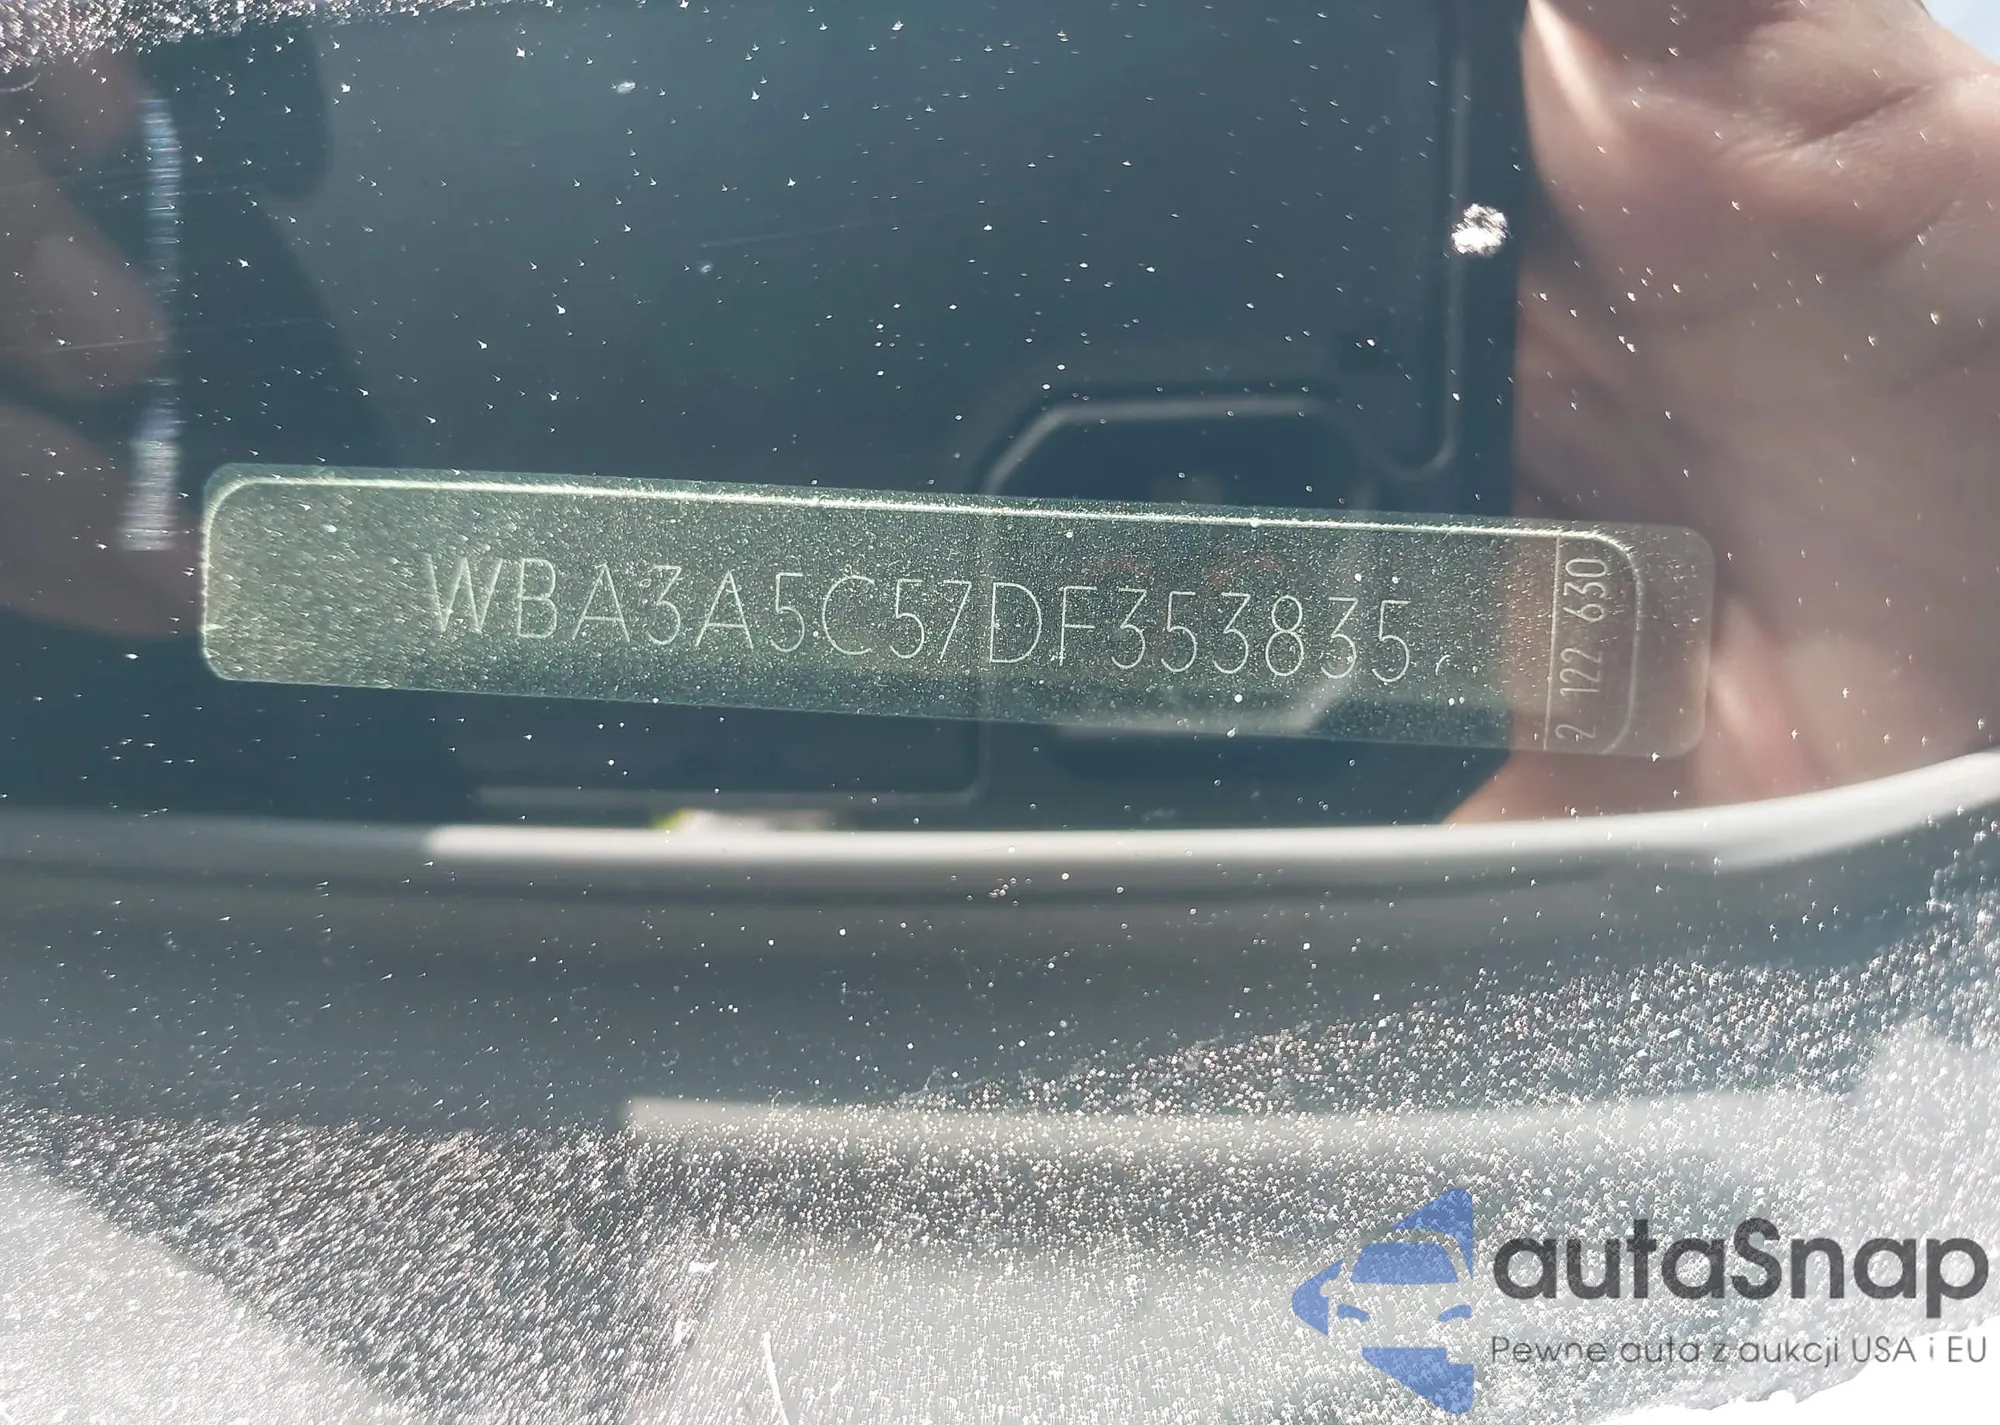 WBA3A5C57DF353835
2 122 630
autaSnap
Pewne auta z aukcji USA i EU